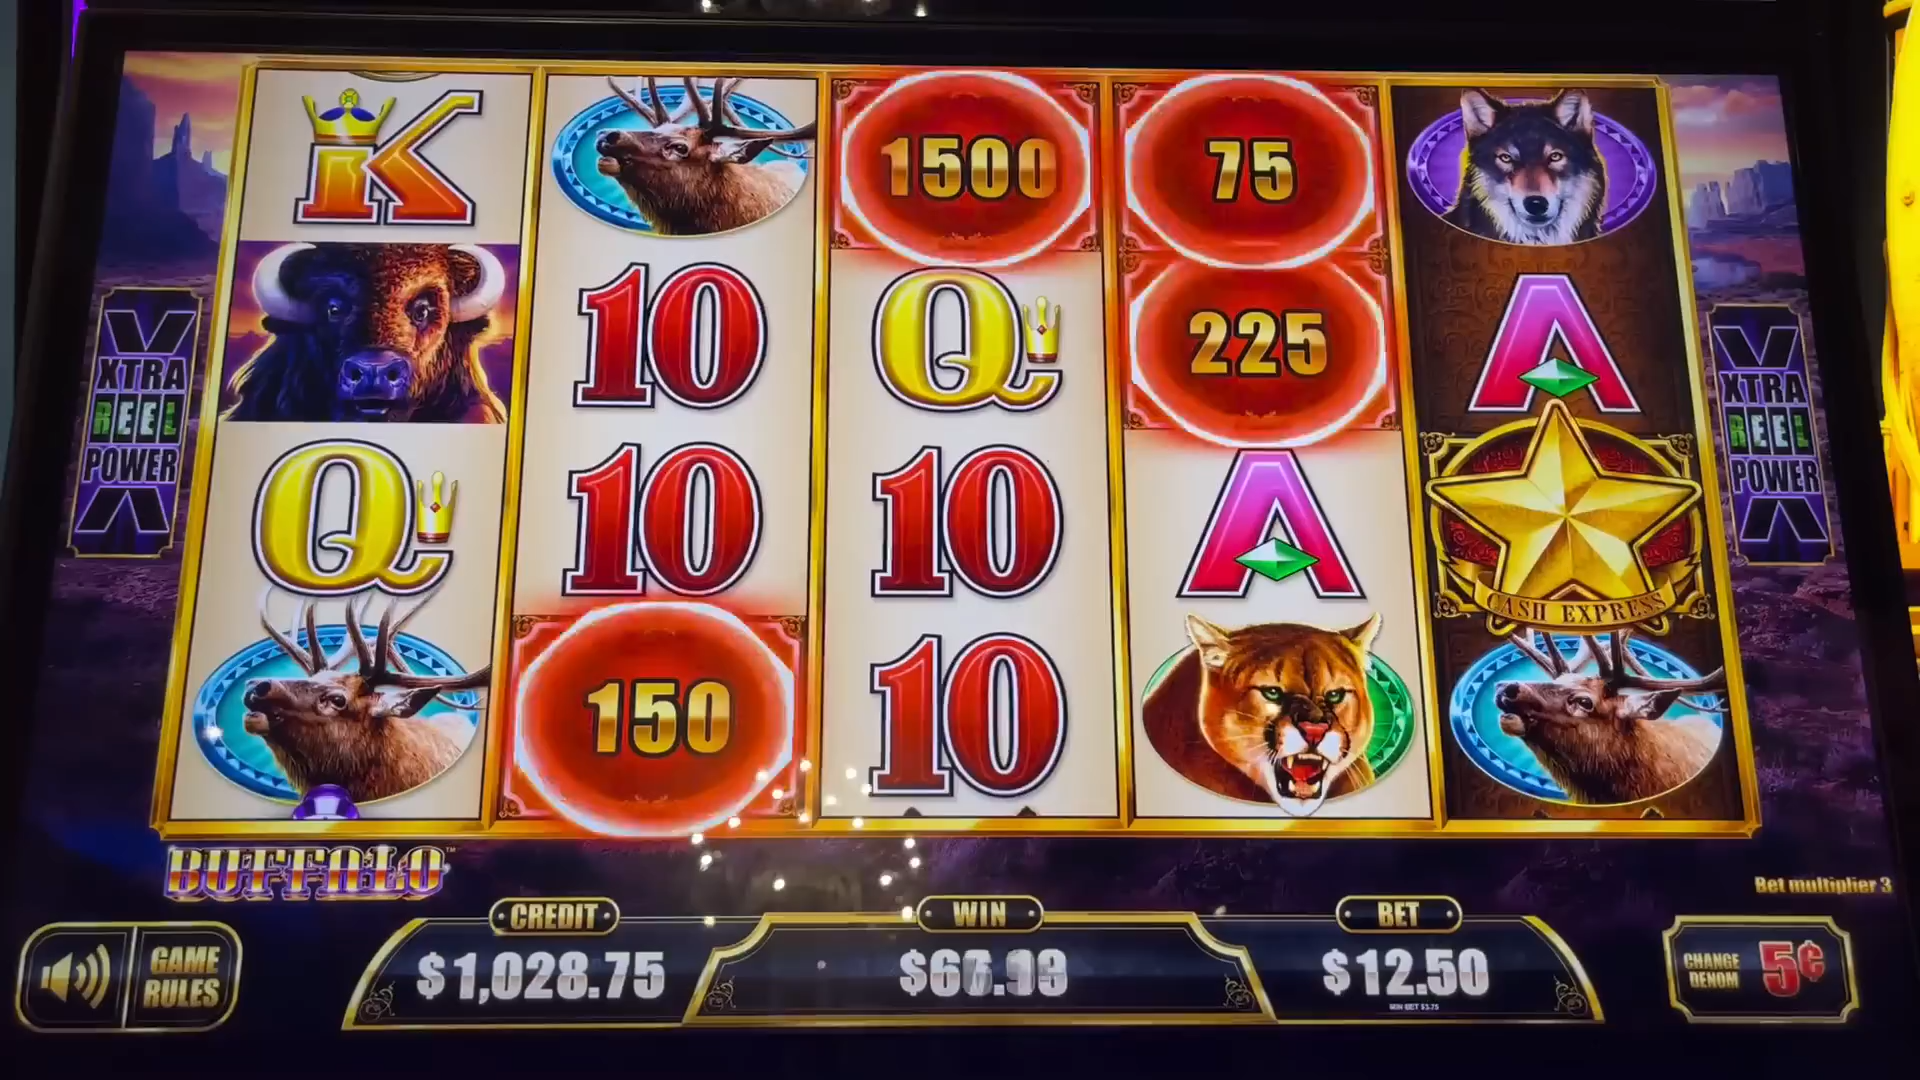 K
1500
75
10
Q
225
A
XTRA
REEL
POWER
XTRA
REEL
POWER
Q
10
10
A
CASH EXPRESS
150
10
BUFFALO™
Bet multiplier 3
CREDIT
WIN
BET
GAME
RULES
$1,028.75
$12.50
CHANGE
DENOM
5¢